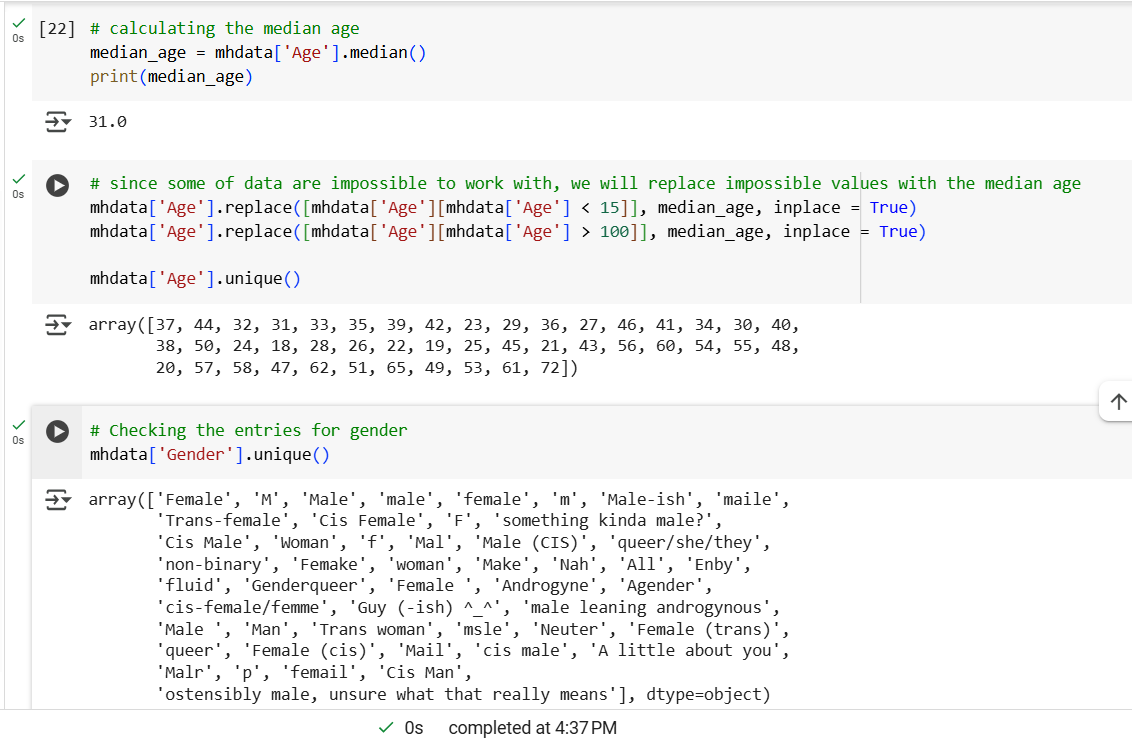 [22] # calculating the median age
0s
median_age = mhdata['Age'].median()
print(median_age)
31.0
# since some of data are impossible to work with, we will replace impossible values with the median age
0s
mhdata['Age'].replace([mhdata['Age'][mhdata['Age'] < 15]], median_age, inplace = True)
mhdata['Age'].replace([mhdata['Age'][mhdata['Age'] > 100]], median_age, inplace = True)
mhdata['Age'].unique()
array([37, 44, 32, 31, 33, 35, 39, 42, 23, 29, 36, 27, 46, 41, 34, 30, 40,
38, 50, 24, 18, 28, 26, 22, 19, 25, 45, 21, 43, 56, 60, 54, 55, 48,
20, 57, 58, 47, 62, 51, 65, 49, 53, 61, 72])
# Checking the entries for gender
0s
mhdata['Gender'].unique()
array(['Female', 'M', 'Male', 'male', 'female', 'm', 'Male-ish', 'maile',
'Trans-female', 'Cis Female', 'F', 'something kinda male?',
'Cis Male', 'Woman', 'f', 'Mal', 'Male (CIS)', 'queer/she/they',
'non-binary', 'Femake', 'woman', 'Make', 'Nah', 'All', 'Enby',
'fluid', 'Genderqueer', 'Female ', 'Androgyne', 'Agender',
'cis-female/femme', 'Guy (-ish) ^_^', 'male leaning androgynous',
'Male ', 'Man', 'Trans woman', 'msle', 'Neuter', 'Female (trans)',
'queer', 'Female (cis)', 'Mail', 'cis male', 'A little about you',
'Malr', 'p', 'femail', 'Cis Man',
'ostensibly male, unsure what that really means'], dtype=object)
0s completed at 4:37 PM